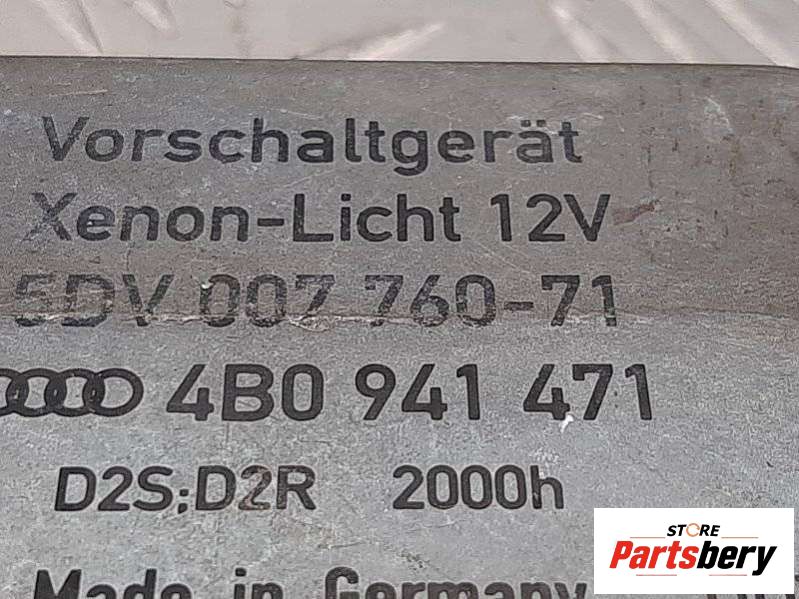 Vorschaltgerät
Xenon-Licht 12V
5DV 007 760-71
4B0 941 471
D2S;D2R 2000h
Made in Germany
STORE
Partsbery